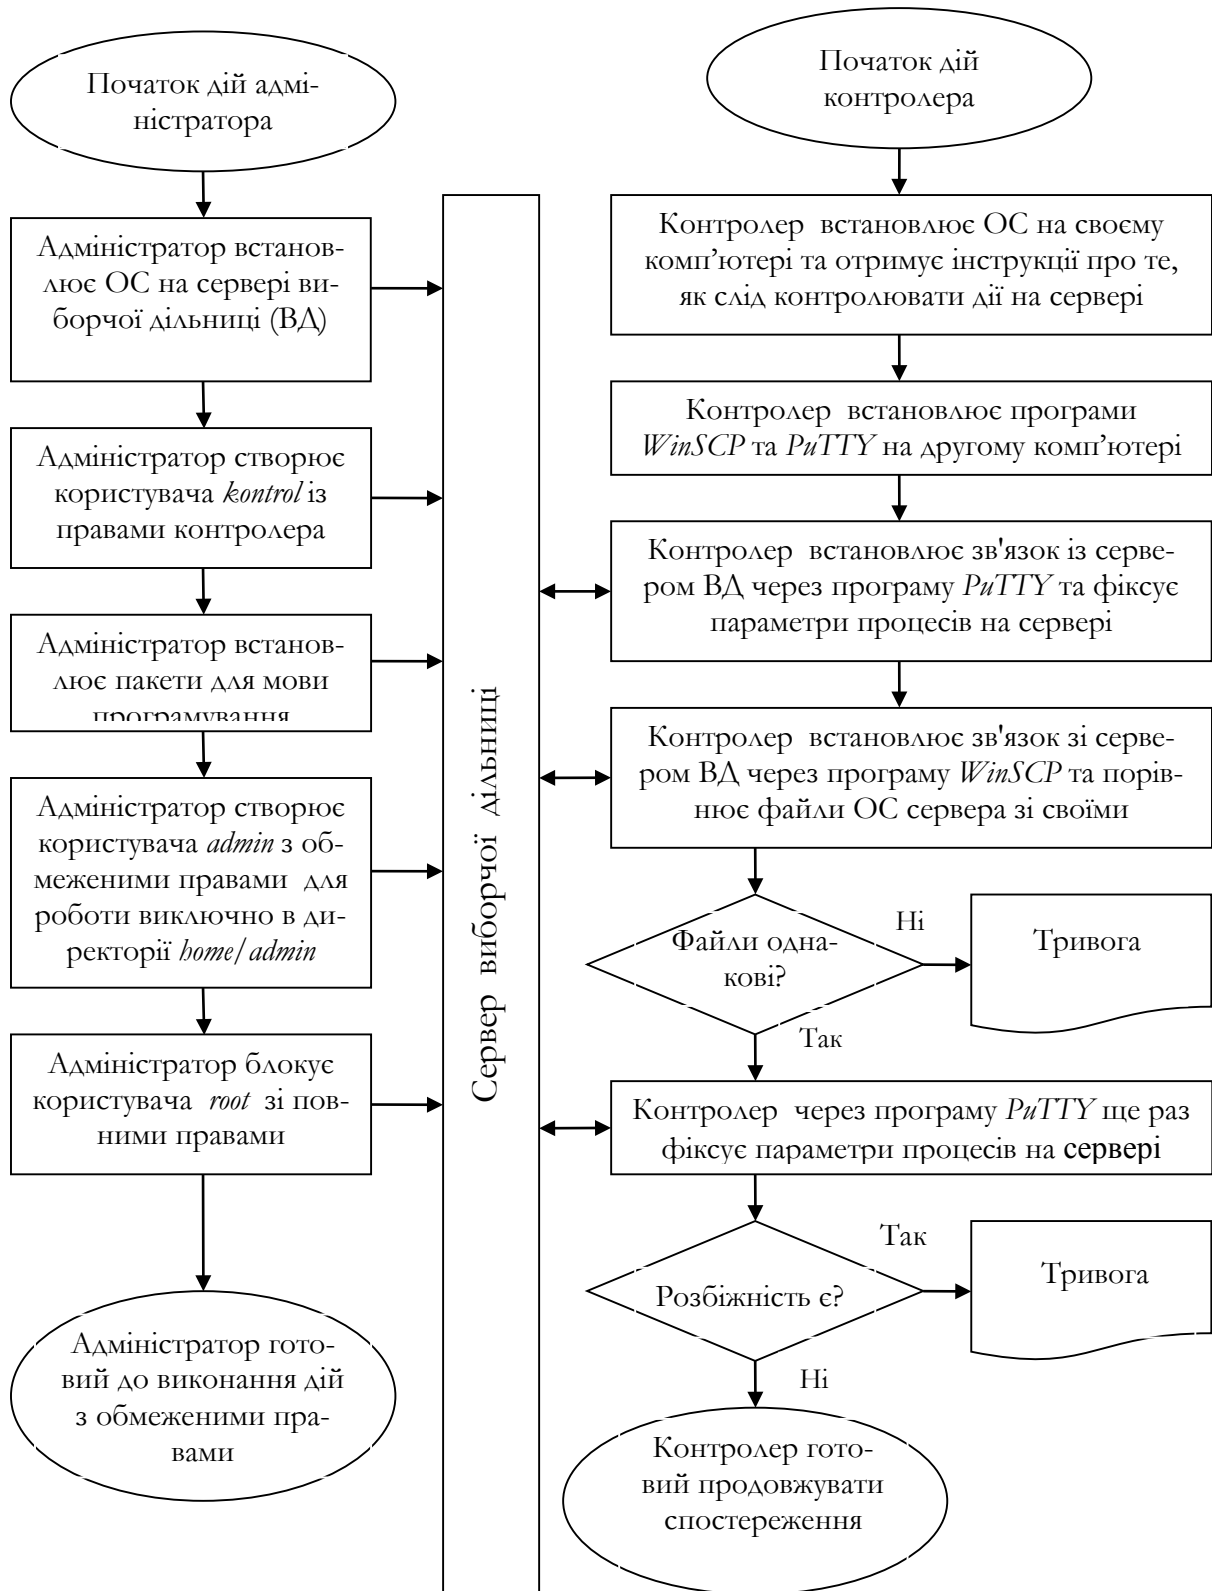 Початок дій адмі-
ністратора
Адміністратор встанов-
лює ОС на сервері ви-
борчої дільниці (ВД)
Адміністратор створює
користувача kontrol із
правами контролера
Адміністратор встанов-
лює пакети для мови
програмування
Адміністратор створює
користувача admin з об-
меженими правами для
роботи виключно в ди-
ректорії home/admin
Адміністратор блокує
користувача root зі пов-
ними правами
Адміністратор гото-
вий до виконання дій
з обмеженими пра-
вами
Сервер виборчої дільниці
Початок дій
контролера
Контролер встановлює ОС на своєму
комп’ютері та отримує інструкції про те,
як слід контролювати дії на сервері
Контролер встановлює програми
WinSCP та PuTTY на другому комп’ютері
Контролер встановлює зв'язок із серве-
ром ВД через програму PuTTY та фіксує
параметри процесів на сервері
Контролер встановлює зв'язок зі серве-
ром ВД через програму WinSCP та порів-
нює файли ОС сервера зі своїми
Файли одна-
кові?
Ні
Тривога
Так
Контролер через програму PuTTY ще раз
фіксує параметри процесів на сервері
Розбіжність є?
Так
Тривога
Ні
Контролер гото-
вий продовжувати
спостереження